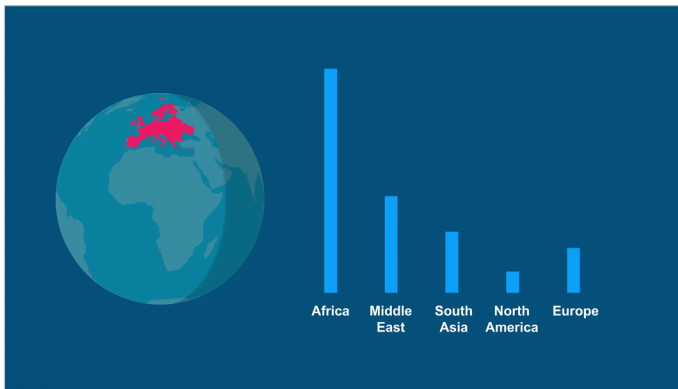 Africa
Middle
East
South
Asia
North
America
Europe